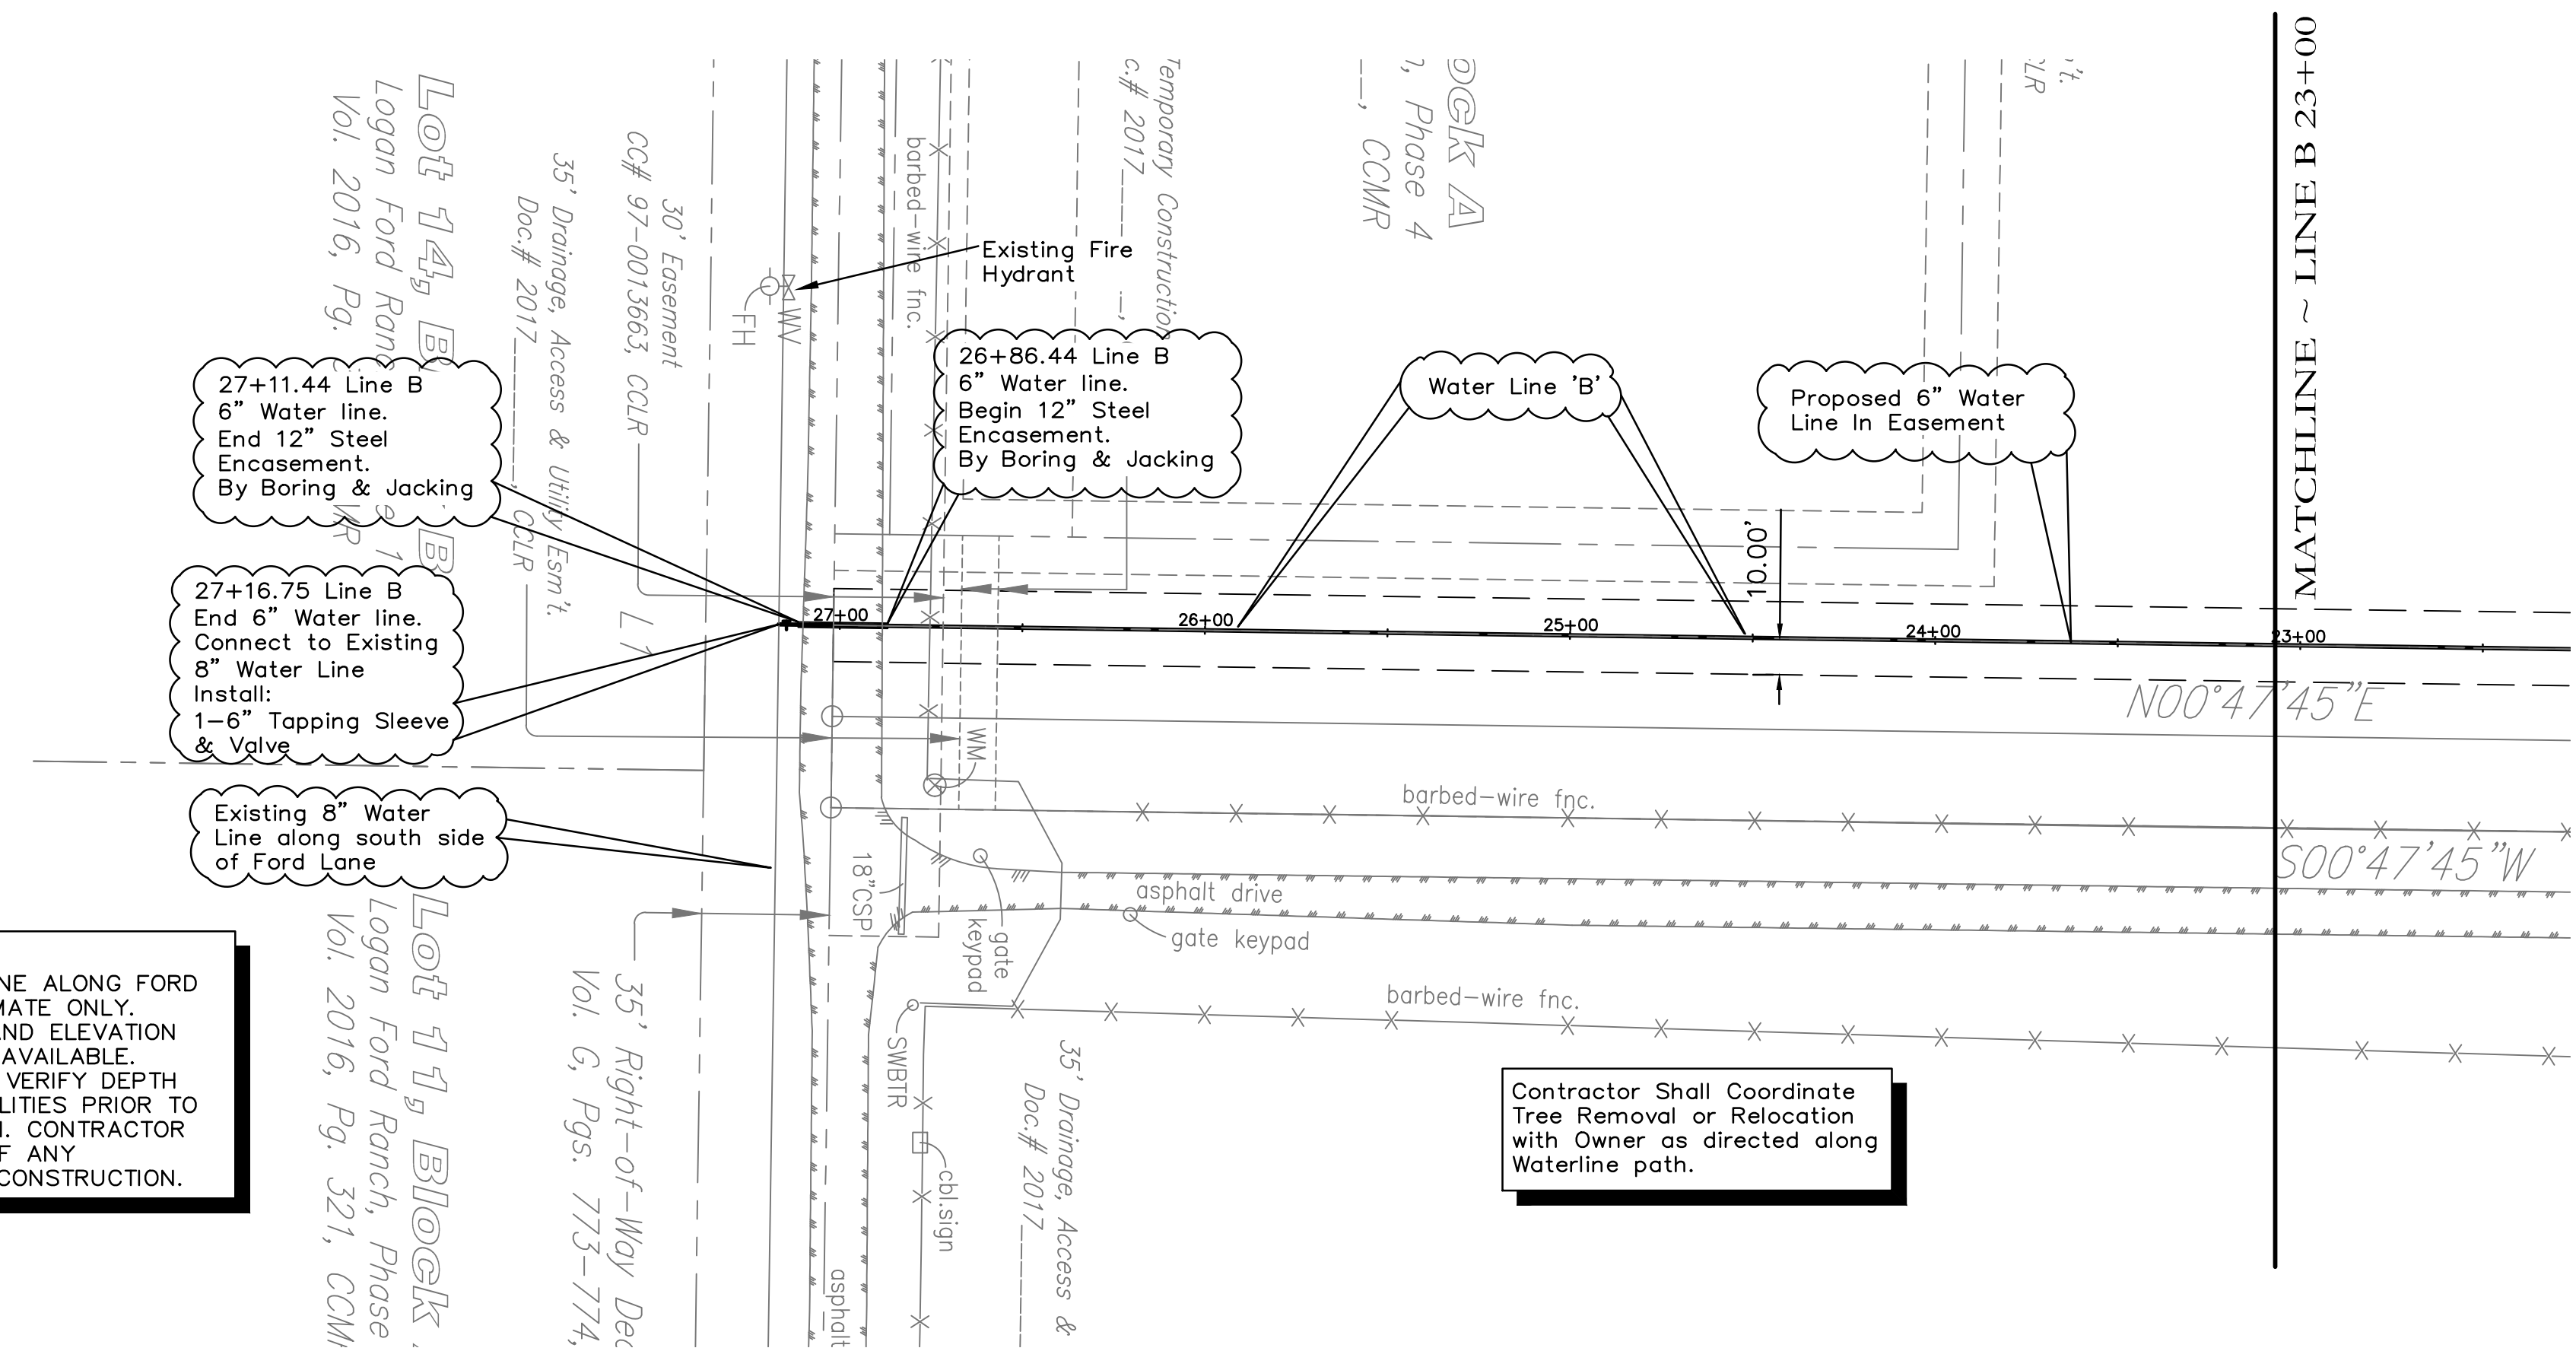 MATCHLINE ~ LINE B 23+00
Lot 14, B
Logan Ford Ranc
Vol. 2016, Pg.
35' Drainage, Access & Utility Esm't.
Doc.# 2017________, CCLR
30' Easement
CC# 97-0013663, CCLR
barbed-wire fnc.
Temporary Construction
c.# 2017________,
ock A
, Phase 4
___, CCMR
't.
CLR
Existing Fire
Hydrant
FH
WV
27+11.44 Line B
6" Water line.
End 12" Steel
Encasement.
By Boring & Jacking
26+86.44 Line B
6" Water line.
Begin 12" Steel
Encasement.
By Boring & Jacking
Water Line 'B'
Proposed 6" Water
Line In Easement
10.00'
27+00
26+00
25+00
24+00
23+00
27+16.75 Line B
End 6" Water line.
Connect to Existing
8" Water Line
Install:
1-6" Tapping Sleeve
& Valve
L1
N00°47'45"E
WM
Existing 8" Water
Line along south side
of Ford Lane
barbed-wire fnc.
S00°47'45"W
18"CSP
asphalt drive
gate
keypad
gate keypad
barbed-wire fnc.
SWBTR
cbl.sign
asphalt
Lot 11, Block
Logan Ford Ranch, Phase
Vol. 2016, Pg. 321, CCM
35' Right-of-Way Dec
Vol. G, Pgs. 773-774,
35' Drainage, Access &
Doc.# 2017________
NE ALONG FORD
MATE ONLY.
AND ELEVATION
AVAILABLE.
VERIFY DEPTH
LITIES PRIOR TO
. CONTRACTOR
F ANY
CONSTRUCTION.
Contractor Shall Coordinate
Tree Removal or Relocation
with Owner as directed along
Waterline path.